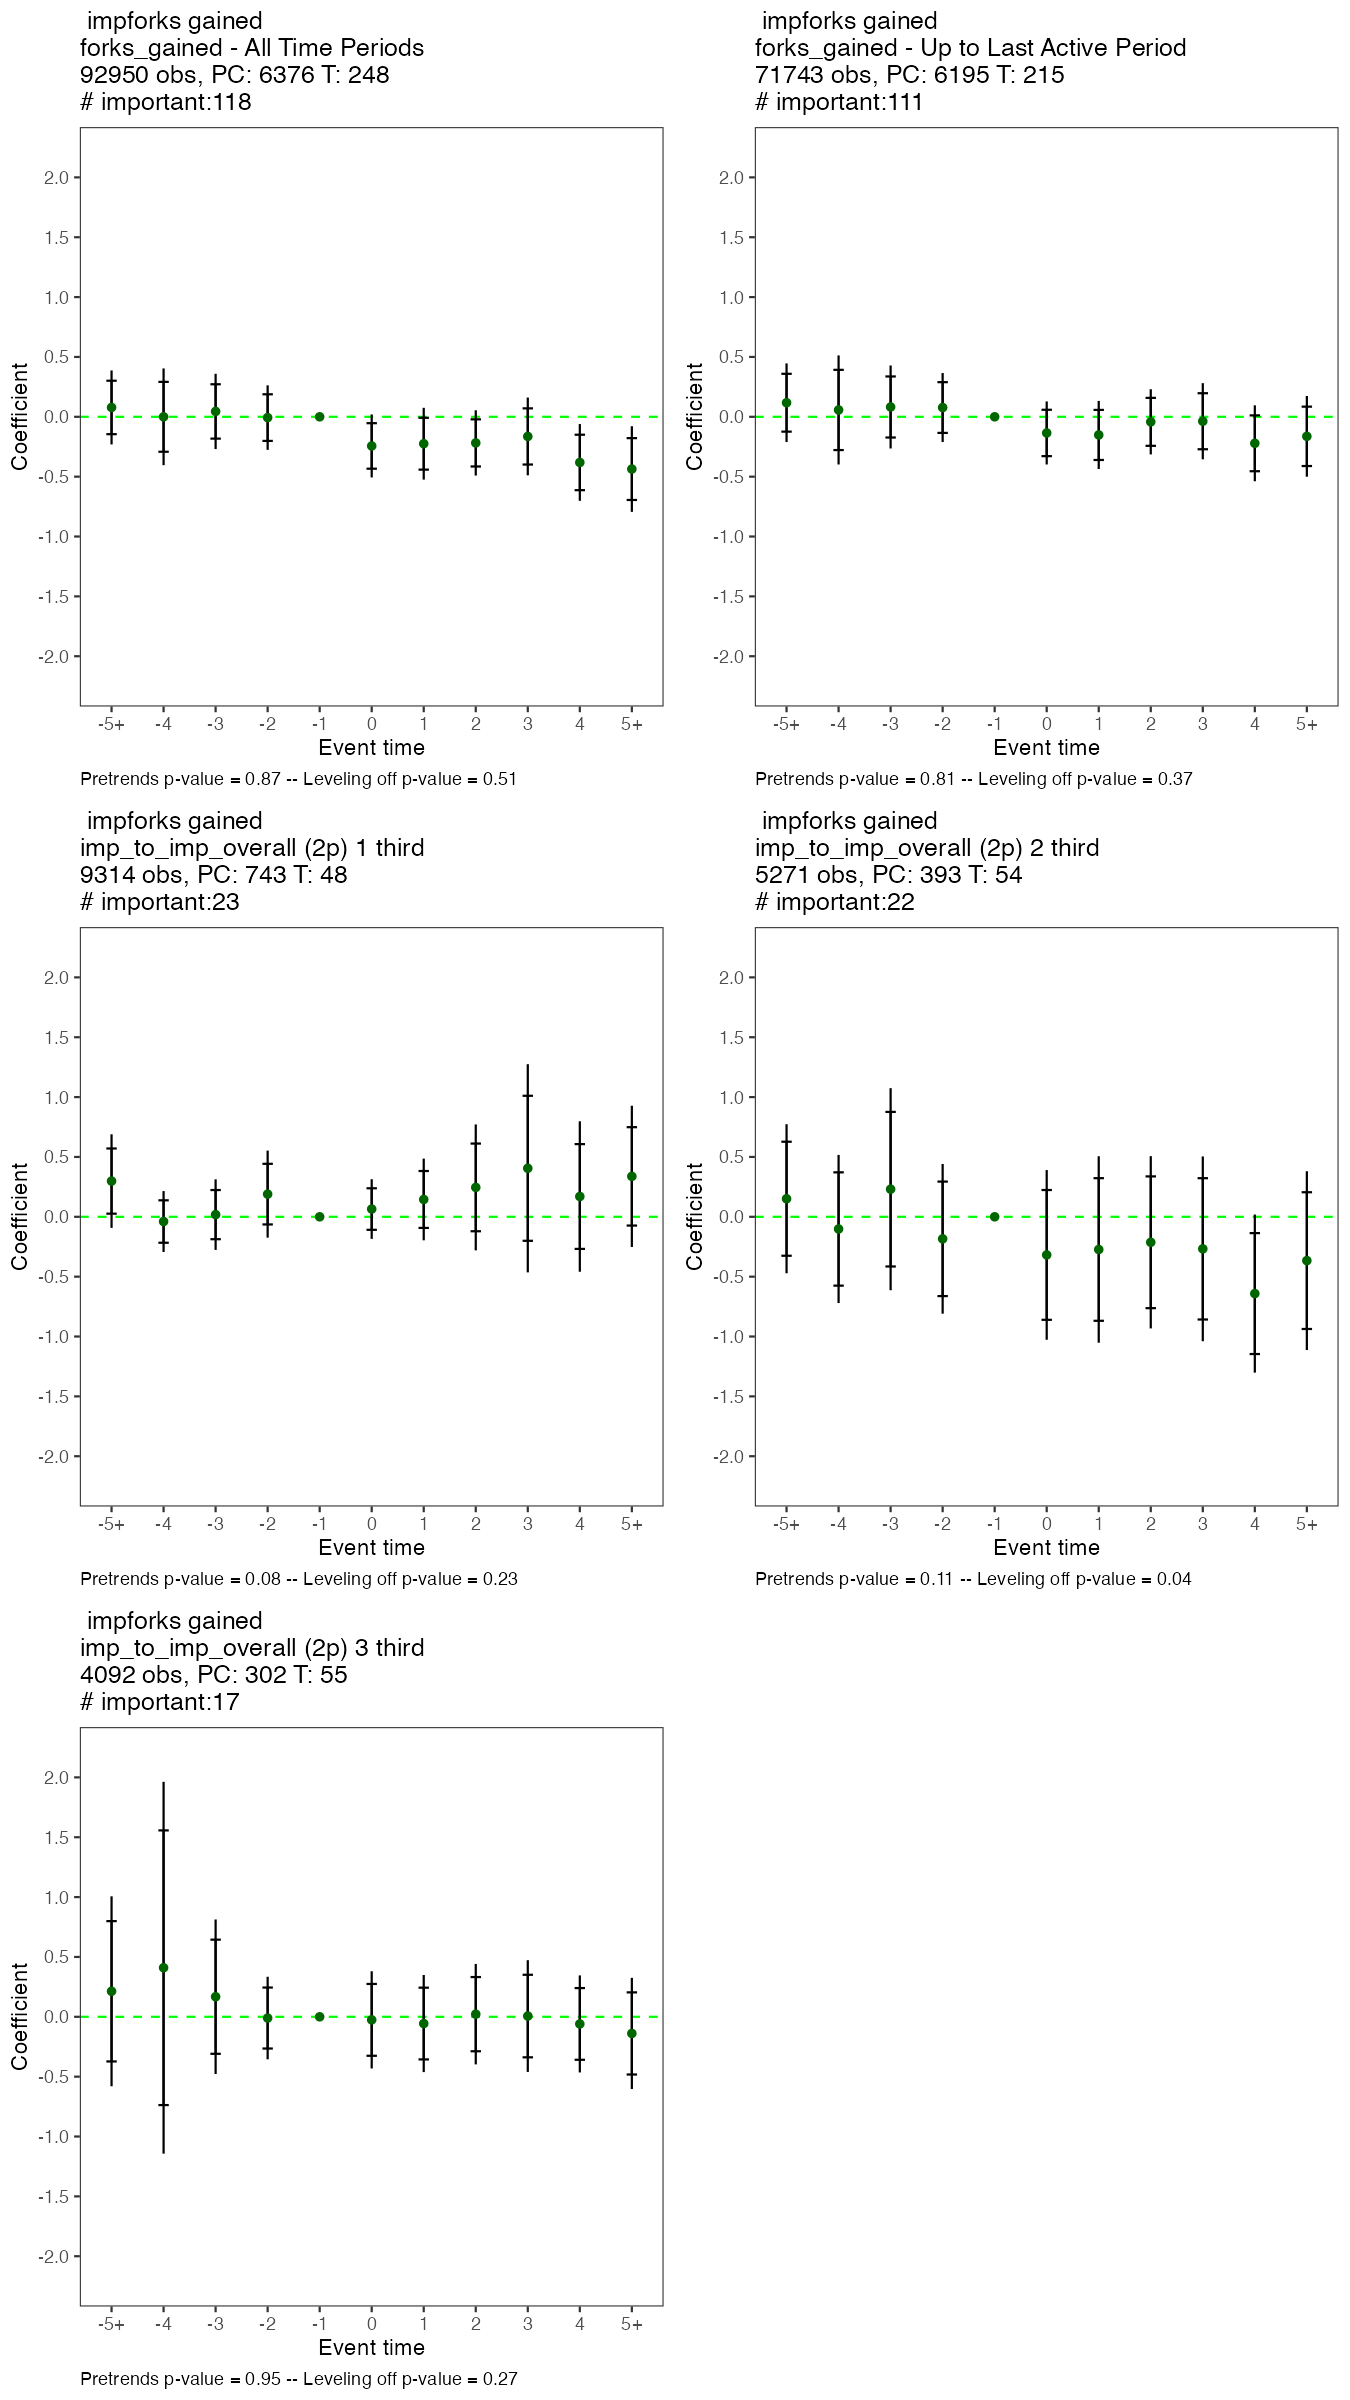 impforks gained
forks_gained - All Time Periods
92950 obs, PC: 6376 T: 248
# important:118
2.0
1.5
1.0
0.5
0.0
-0.5
-1.0
-1.5
-2.0
Coefficient
-5+ -4 -3 -2 -1 0 1 2 3 4 5+
Event time
Pretrends p-value = 0.87 -- Leveling off p-value = 0.51
impforks gained
forks_gained - Up to Last Active Period
71743 obs, PC: 6195 T: 215
# important:111
2.0
1.5
1.0
0.5
0.0
-0.5
-1.0
-1.5
-2.0
Coefficient
-5+ -4 -3 -2 -1 0 1 2 3 4 5+
Event time
Pretrends p-value = 0.81 -- Leveling off p-value = 0.37
impforks gained
imp_to_imp_overall (2p) 1 third
9314 obs, PC: 743 T: 48
# important:23
2.0
1.5
1.0
0.5
0.0
-0.5
-1.0
-1.5
-2.0
Coefficient
-5+ -4 -3 -2 -1 0 1 2 3 4 5+
Event time
Pretrends p-value = 0.08 -- Leveling off p-value = 0.23
impforks gained
imp_to_imp_overall (2p) 2 third
5271 obs, PC: 393 T: 54
# important:22
2.0
1.5
1.0
0.5
0.0
-0.5
-1.0
-1.5
-2.0
Coefficient
-5+ -4 -3 -2 -1 0 1 2 3 4 5+
Event time
Pretrends p-value = 0.11 -- Leveling off p-value = 0.04
impforks gained
imp_to_imp_overall (2p) 3 third
4092 obs, PC: 302 T: 55
# important:17
2.0
1.5
1.0
0.5
0.0
-0.5
-1.0
-1.5
-2.0
Coefficient
-5+ -4 -3 -2 -1 0 1 2 3 4 5+
Event time
Pretrends p-value = 0.95 -- Leveling off p-value = 0.27